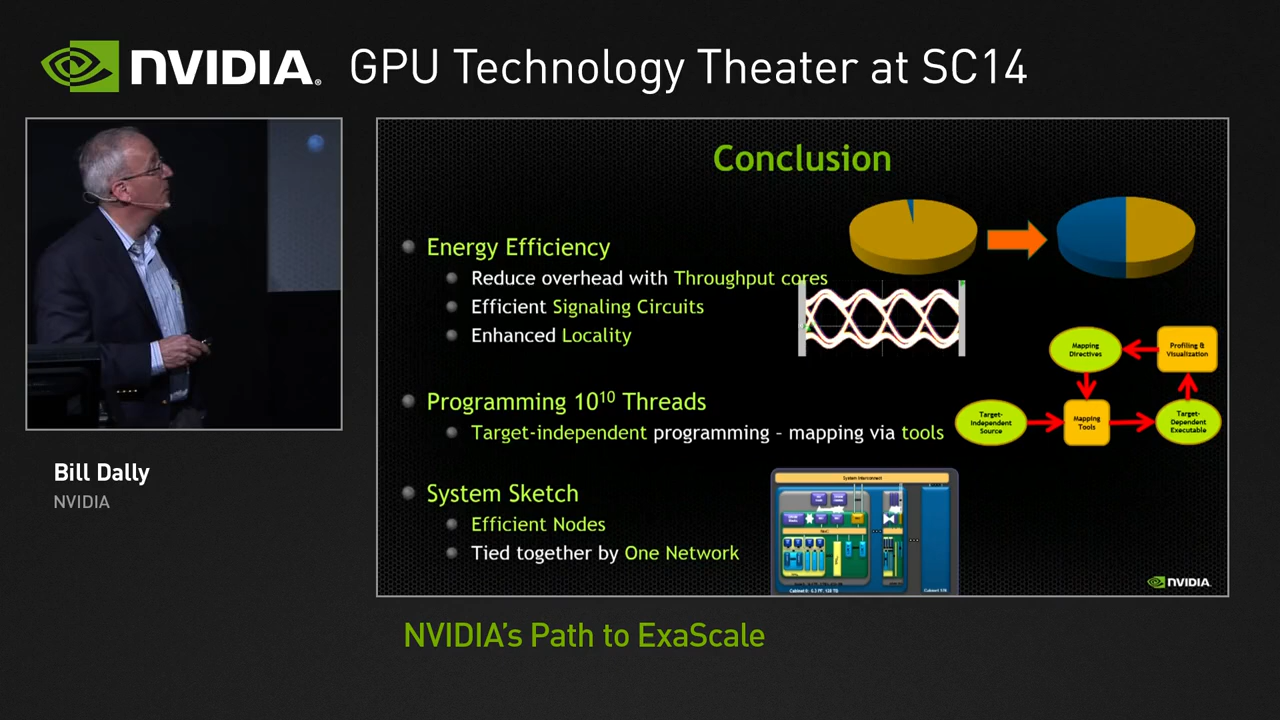 NVIDIA. GPU Technology Theater at SC14
Conclusion
Energy Efficiency
Reduce overhead with Throughput cores
Efficient Signaling Circuits
Enhanced Locality
Programming 10¹⁰ Threads
Target-independent programming – mapping via tools
Mapping
Directives
Profiling &
Visualization
Target-
Independent
Source
Mapping
Tools
Target-
Dependent
Executable
System Sketch
Efficient Nodes
Tied together by One Network
System Interconnect
NVIDIA.
Bill Dally
NVIDIA
NVIDIA's Path to ExaScale